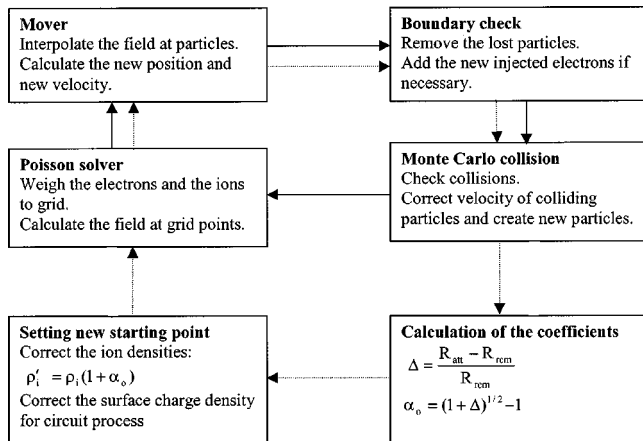 Mover
Interpolate the field at particles.
Calculate the new position and
new velocity.
Boundary check
Remove the lost particles.
Add the new injected electrons if
necessary.
Poisson solver
Weigh the electrons and the ions
to grid.
Calculate the field at grid points.
Monte Carlo collision
Check collisions.
Correct velocity of colliding
particles and create new particles.
Setting new starting point
Correct the ion densities:
ρ′ᵢ = ρᵢ(1+αₒ)
Correct the surface charge density
for circuit process
Calculation of the coefficients
Δ = (R_att − R_rem) / R_rem
αₒ = (1+Δ)^1/2 −1